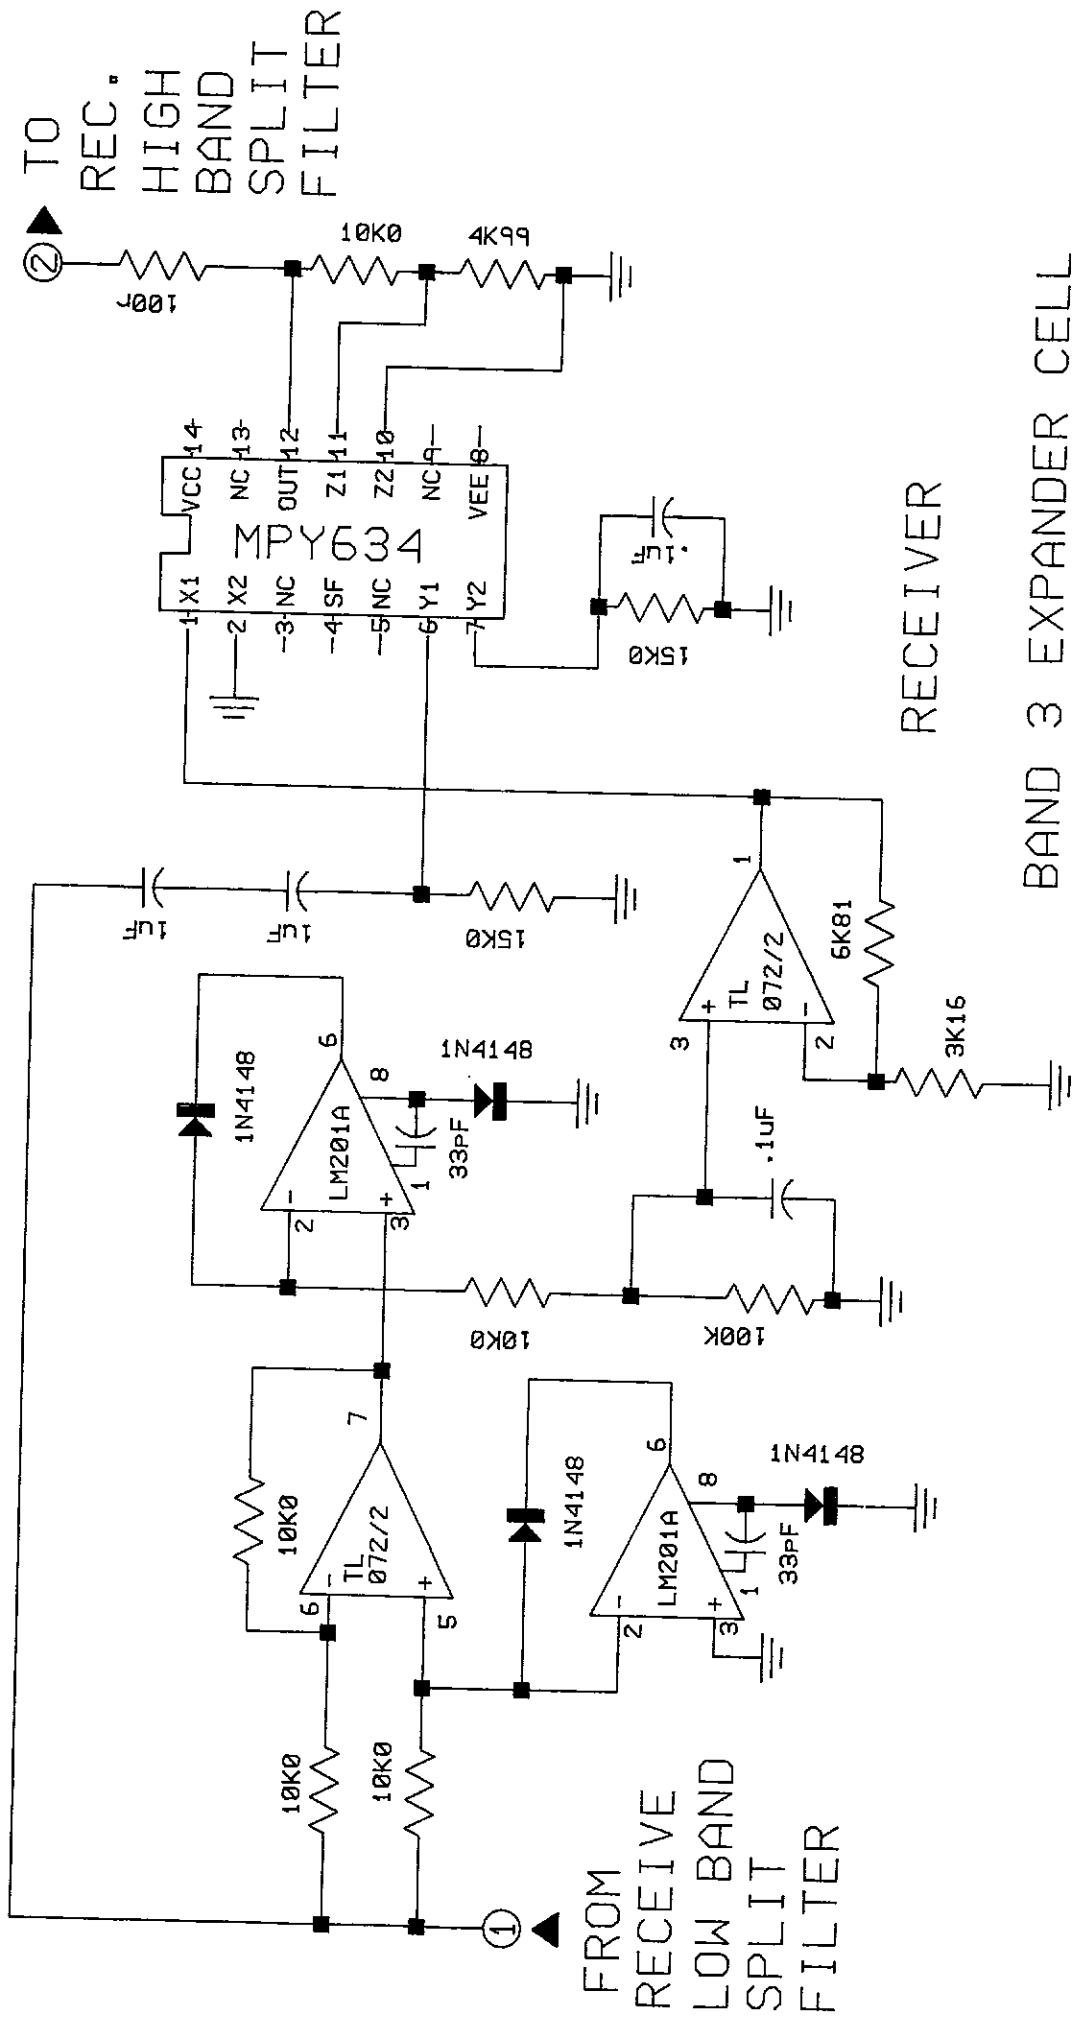 FROM
RECEIVE
LOW BAND
SPLIT
FILTER
1
10K0
10K0
10K0
6
5
7
TL
072/2
-
+
1N4148
2
3
6
8
1
LM201A
-
+
33pF
1N4148
10K0
100K
1N4148
2
3
6
8
1
LM201A
-
+
33pF
1N4148
.1uF
3
2
1
TL
072/2
+
-
6K81
3K16
1uF
1uF
15K0
MPY634
1 X1
2 X2
3 NC
4 SF
5 NC
6 Y1
7 Y2
VCC 14
NC 13
OUT 12
Z1 11
Z2 10
NC 9
VEE 8
15K0
.1uF
100r
10K0
4K99
2
TO
REC.
HIGH
BAND
SPLIT
FILTER
RECEIVER
BAND 3 EXPANDER CELL